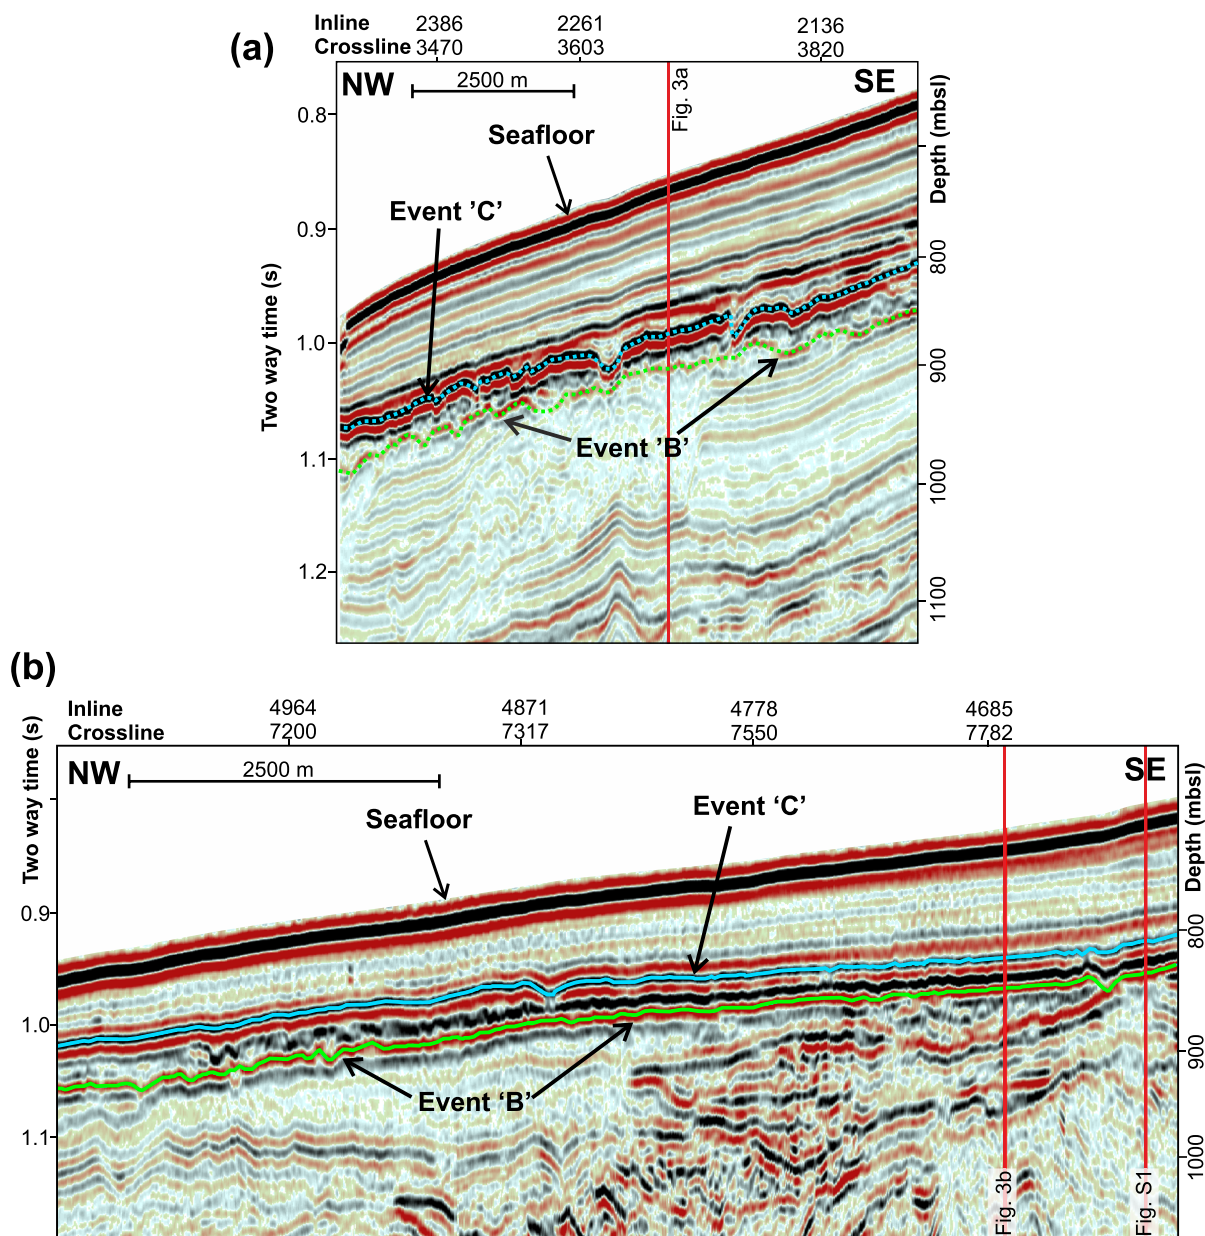 (a)
Inline 2386 2261 2136
Crossline 3470 3603 3820
NW
2500 m
Fig. 3a
SE
Seafloor
Event ’C’
Event ’B’
Two way time (s)
0.8
0.9
1.0
1.1
1.2
Depth (mbsl)
800
900
1000
1100
(b)
Inline 4964 4871 4778 4685
Crossline 7200 7317 7550 7782
NW
2500 m
SE
Seafloor
Event ‘C’
Event ‘B’
Two way time (s)
0.9
1.0
1.1
Depth (mbsl)
800
900
1000
Fig. 3b
Fig. S1